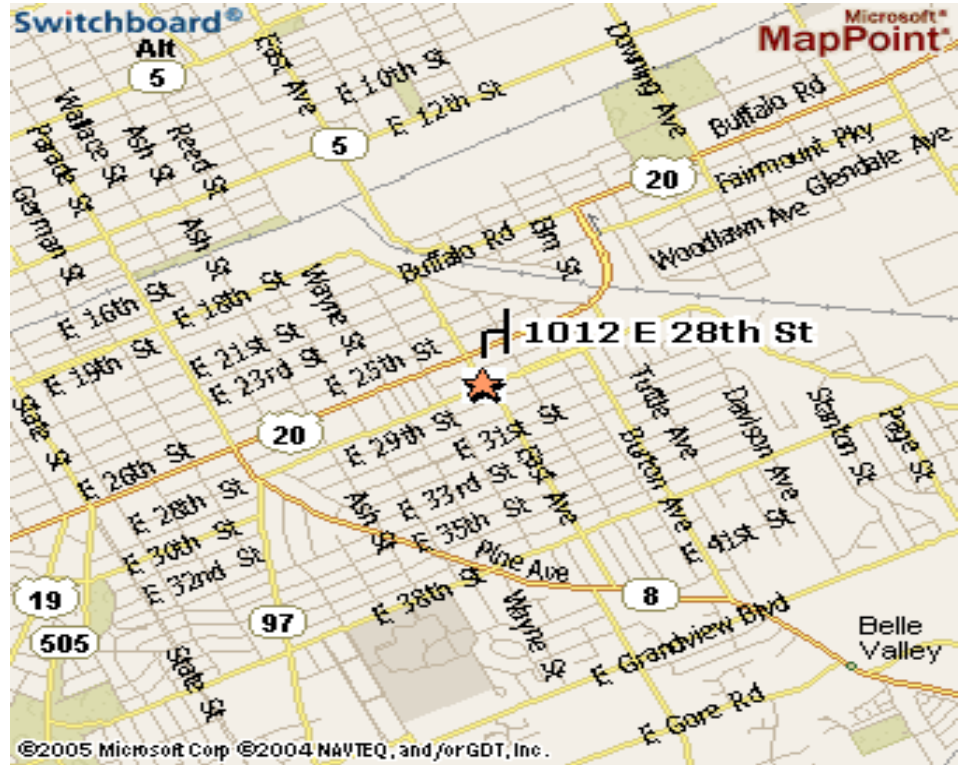 Switchboard®
Microsoft®
MapPoint®
Alt
5
East Ave
E 10th St
E 12th St
Downing Ave
Buffalo Rd
Wallace St
Parade St
Ash St
Reed St
German St
5
20
Fairmount Pky
Glendale Ave
Woodlawn Ave
Ash St
Buffalo Rd
Elm St
E 16th St
E 18th St
Wayne St
E 19th St
E 21st St
E 23rd St
E 25th St
1012 E 28th St
State St
20
E 26th St
E 28th St
E 29th St
E 31st St
E 33rd St
E 35th St
East Ave
Tuttle Ave
Burton Ave
Davison Ave
Stanton St
Page St
Ash St
E 30th St
E 32nd St
E 41st St
Pine Ave
E 38th St
19
505
97
8
Wayne St
E Grandview Blvd
Belle
Valley
State St
E Gore Rd
©2005 Microsoft Corp ©2004 NAVTEQ, and/or GDT, Inc.